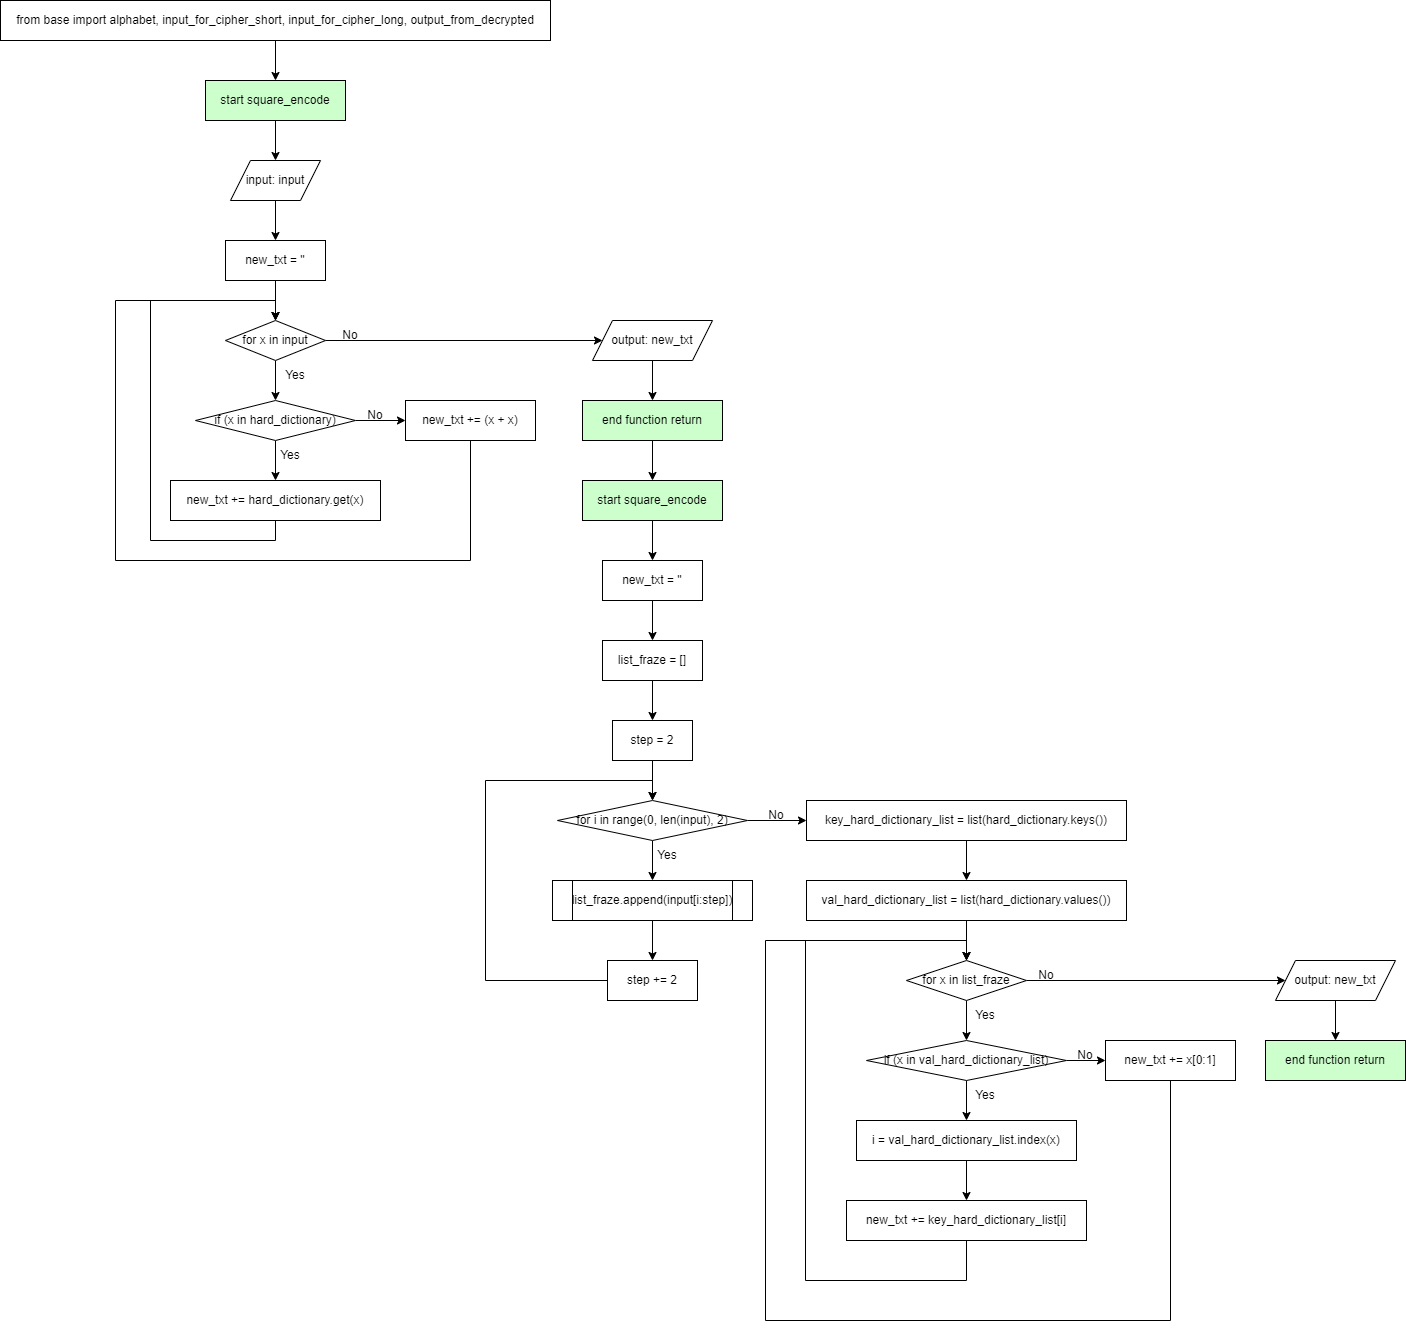 from base import alphabet, input_for_cipher_short, input_for_cipher_long, output_from_decrypted
start square_encode
input: input
new_txt = "
for x in input
No
output: new_txt
Yes
if (x in hard_dictionary)
No
new_txt += (x + x)
end function return
Yes
new_txt += hard_dictionary.get(x)
start square_encode
new_txt = "
list_fraze = []
step = 2
for i in range(0, len(input), 2)
No
key_hard_dictionary_list = list(hard_dictionary.keys())
Yes
list_fraze.append(input[i:step])
val_hard_dictionary_list = list(hard_dictionary.values())
step += 2
for x in list_fraze
No
output: new_txt
Yes
if (x in val_hard_dictionary_list)
No
new_txt += x[0:1]
end function return
Yes
i = val_hard_dictionary_list.index(x)
new_txt += key_hard_dictionary_list[i]